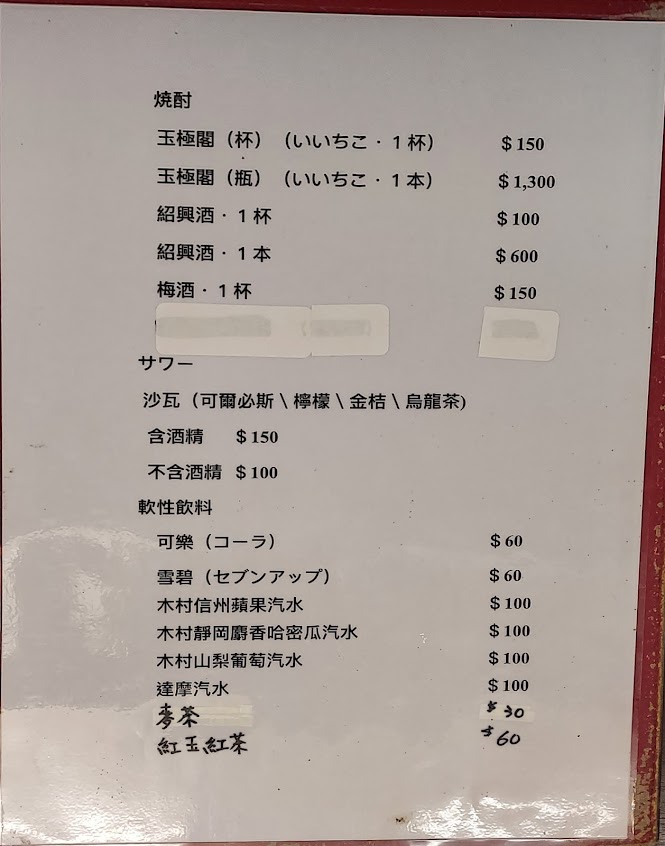 焼酎
玉極閣（杯）（いいちこ・１杯） ＄150
玉極閣（瓶）（いいちこ・１本） ＄1,300
紹興酒・１杯 ＄100
紹興酒・１本 ＄600
梅酒・１杯 ＄150
サワー
沙瓦（可爾必斯\檸檬\金桔\烏龍茶)
含酒精 ＄150
不含酒精 ＄100
軟性飲料
可樂（コーラ） ＄60
雪碧（セブンアップ） ＄60
木村信州蘋果汽水 ＄100
木村靜岡麝香哈密瓜汽水 ＄100
木村山梨葡萄汽水 ＄100
達摩汽水 ＄100
麥茶 $30
紅玉紅茶 $60